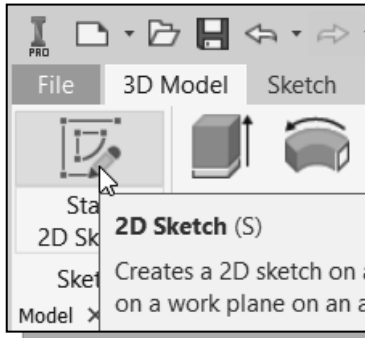 PRO
File 3D Model Sketch
Sta
2D Sk
2D Sketch (S)
Sket
Creates a 2D sketch on a
on a work plane on an a
Model